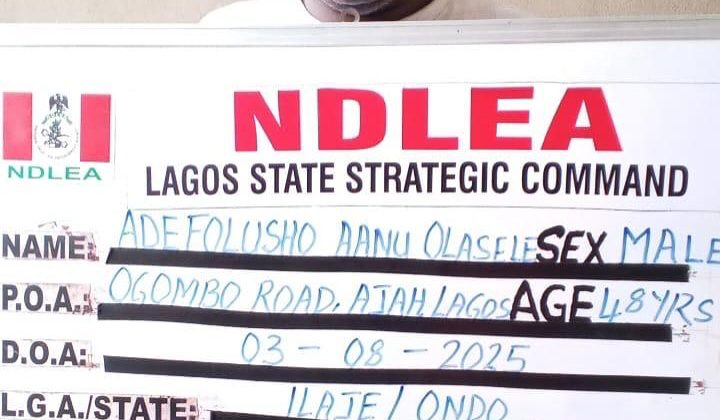 NDLEA
NDLEA
LAGOS STATE STRATEGIC COMMAND
NAME: ADEFOLUSHO AANU OLASELE SEX MALE
P.O.A.: OGOMBO ROAD, AJAH LAGOS AGE 48YRS
D.O.A: 03-08-2025
L.G.A./STATE: ILAJE/ONDO